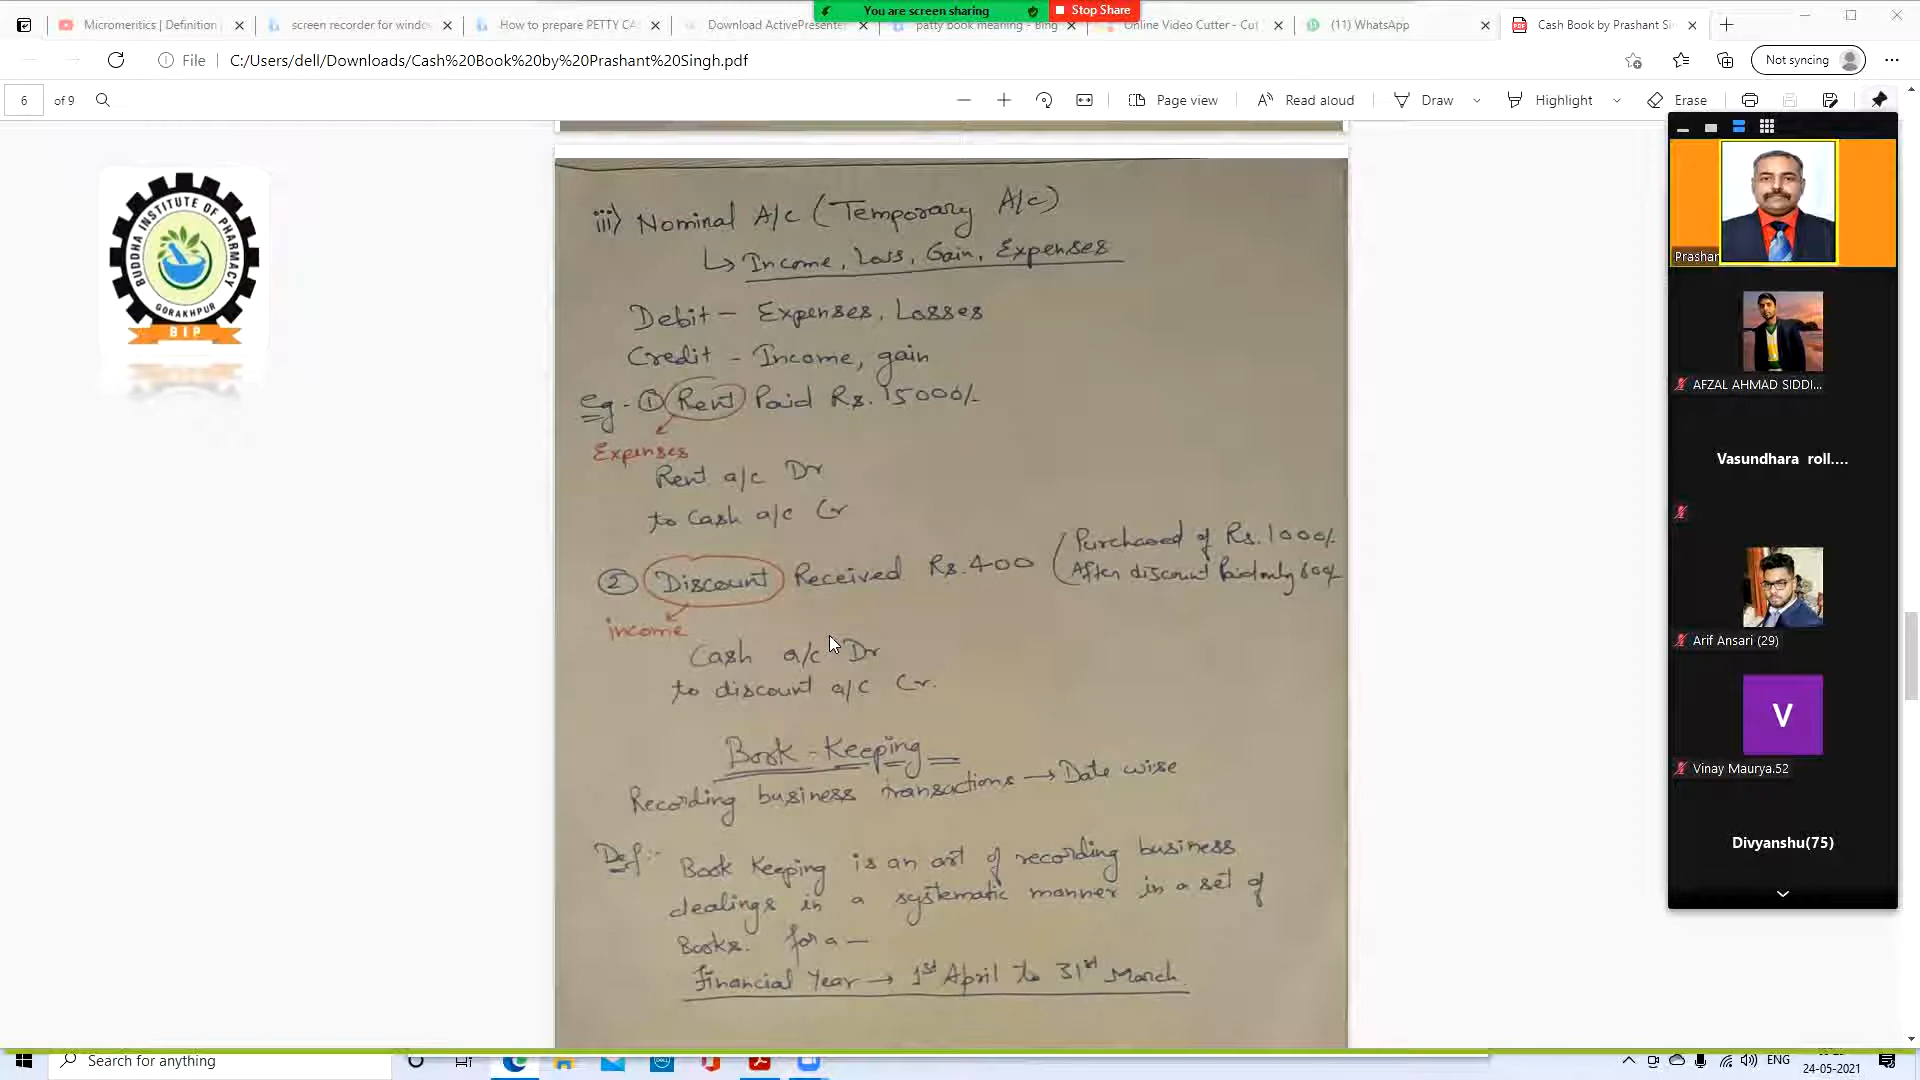 You are screen sharing
Stop Share
Micromeritics | Definition
screen recorder for windo
How to prepare PETTY CA
Download ActivePresente
patty book meaning - Bing
Online Video Cutter - Cut
(11) WhatsApp
Cash Book by Prashant Si
File
C:/Users/dell/Downloads/Cash%20Book%20by%20Prashant%20Singh.pdf
Not syncing
6 of 9
Page view
Read aloud
Draw
Highlight
Erase
BUDDHA INSTITUTE OF PHARMACY
GORAKHPUR
BIP
iii) Nominal A/c (Temporary A/c)
↳ Income, Loss, Gain, Expenses
Debit - Expenses, Losses
Credit - Income, gain
eg - ① Rent Paid Rs. 15000/-
Expenses
Rent a/c Dr
to Cash a/c Cr
② Discount Received Rs. 400 (Purchased of Rs. 1000/-
After discount Paid only 600/-
income
Cash a/c Dr
to discount a/c Cr.
Book-Keeping
Recording business transactions → Date wise
Def :- Book Keeping is an art of recording business
dealings in a systematic manner in a set of
Books. for a —
Financial Year → 1st April to 31st March.
Prashan
AFZAL AHMAD SIDDI...
Vasundhara roll....
Arif Ansari (29)
V
Vinay Maurya.52
Divyanshu(75)
Search for anything
ENG
24-05-2021